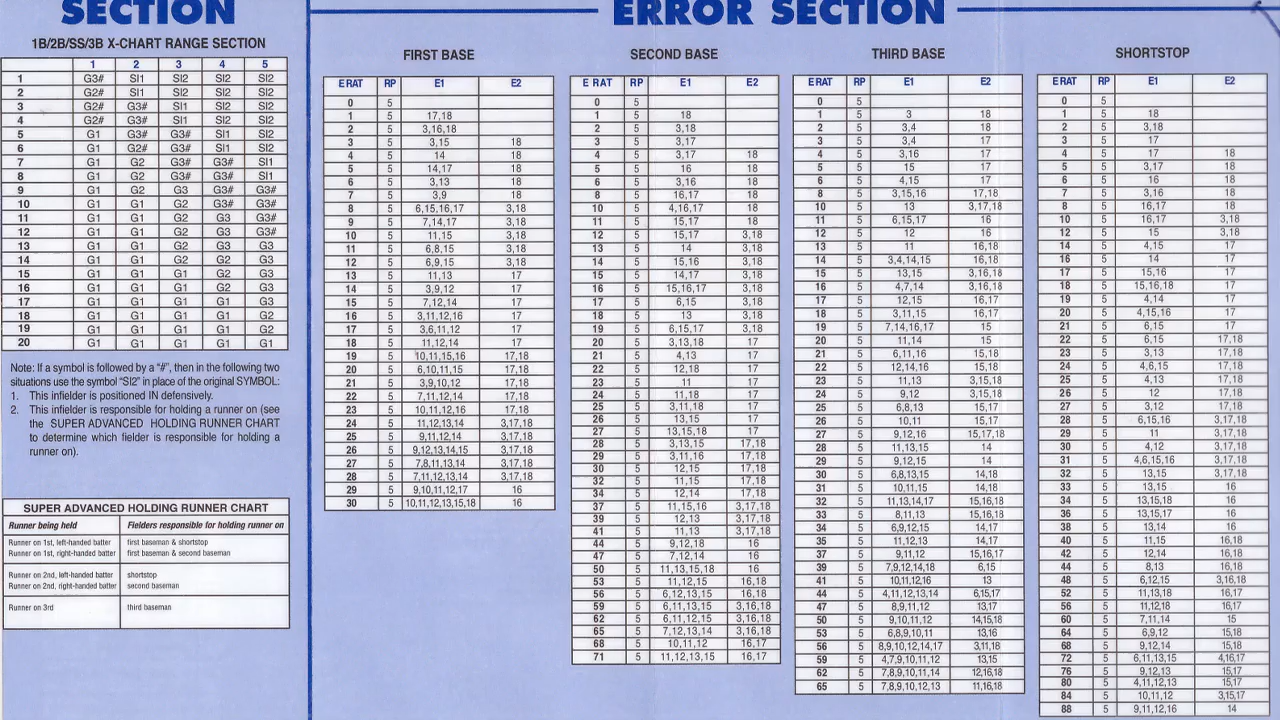 SECTION
ERROR SECTION
1B/2B/SS/3B X-CHART RANGE SECTION
1 2 3 4 5
1 G3# SI1 SI2 SI2 SI2
2 G2# SI1 SI2 SI2 SI2
3 G2# G3# SI1 SI2 SI2
4 G2# G3# SI1 SI2 SI2
5 G1 G3# G3# SI1 SI2
6 G1 G2# G3# SI1 SI2
7 G1 G2 G3# G3# SI1
8 G1 G2 G3# G3# SI1
9 G1 G2 G3 G3# G3#
10 G1 G1 G2 G3# G3#
11 G1 G1 G2 G3 G3#
12 G1 G1 G2 G3 G3#
13 G1 G1 G2 G3 G3
14 G1 G1 G2 G2 G3
15 G1 G1 G1 G2 G3
16 G1 G1 G1 G2 G3
17 G1 G1 G1 G1 G3
18 G1 G1 G1 G1 G2
19 G1 G1 G1 G1 G2
20 G1 G1 G1 G1 G1
Note: If a symbol is followed by a “#”, then in the following two
situations use the symbol “SI2” in place of the original SYMBOL:
1. This infielder is positioned IN defensively.
2. This infielder is responsible for holding a runner on (see
the SUPER ADVANCED HOLDING RUNNER CHART
to determine which fielder is responsible for holding a
runner on).
SUPER ADVANCED HOLDING RUNNER CHART
Runner being held Fielders responsible for holding runner on
Runner on 1st, left-handed batter first baseman & shortstop
Runner on 1st, right-handed batter first baseman & second baseman
Runner on 2nd, left-handed batter shortstop
Runner on 2nd, right-handed batter second baseman
Runner on 3rd third baseman
FIRST BASE
E RAT RP E1 E2
0 5
1 5 17,18
2 5 3,16,18
3 5 3,15 18
4 5 14 18
5 5 14,17 18
6 5 3,13 18
7 5 3,9 18
8 5 6,15,16,17 3,18
9 5 7,14,17 3,18
10 5 11,15 3,18
11 5 6,8,15 3,18
12 5 6,9,15 3,18
13 5 11,13 17
14 5 3,9,12 17
15 5 7,12,14 17
16 5 3,11,12,16 17
17 5 3,6,11,12 17
18 5 11,12,14 17
19 5 10,11,15,16 17,18
20 5 6,10,11,15 17,18
21 5 3,9,10,12 17,18
22 5 7,11,12,14 17,18
23 5 10,11,12,16 17,18
24 5 11,12,13,14 3,17,18
25 5 9,11,12,14 3,17,18
26 5 9,12,13,14,15 3,17,18
27 5 7,8,11,13,14 3,17,18
28 5 7,11,12,13,14 3,17,18
29 5 9,10,11,12,17 16
30 5 10,11,12,13,15,18 16
SECOND BASE
E RAT RP E1 E2
0 5
1 5 18
2 5 3,18
3 5 3,17
4 5 3,17 18
5 5 16 18
6 5 3,16 18
8 5 16,17 18
10 5 4,16,17 18
11 5 15,17 18
12 5 15,17 3,18
13 5 14 3,18
14 5 15,16 3,18
15 5 14,17 3,18
16 5 15,16,17 3,18
17 5 6,15 3,18
18 5 13 3,18
19 5 6,15,17 3,18
20 5 3,13,18 17
21 5 4,13 17
22 5 12,18 17
23 5 11 17
24 5 11,18 17
25 5 3,11,18 17
26 5 13,15 17
27 5 13,15,18 17
28 5 3,13,15 17,18
29 5 3,11,16 17,18
30 5 12,15 17,18
32 5 11,15 17,18
34 5 12,14 17,18
37 5 11,15,16 3,17,18
39 5 12,13 3,17,18
41 5 11,13 3,17,18
44 5 9,12,18 16
47 5 7,12,14 16
50 5 11,13,15,18 16
53 5 11,12,15 16,18
56 5 6,12,13,15 16,18
59 5 6,11,13,15 3,16,18
62 5 6,11,12,15 3,16,18
65 5 7,12,13,14 3,16,18
68 5 10,11,12 16,17
71 5 11,12,13,15 16,17
THIRD BASE
E RAT RP E1 E2
0 5
1 5 3 18
2 5 3,4 18
3 5 3,4 17
4 5 3,16 17
5 5 15 17
6 5 4,15 17
8 5 3,15,16 17,18
10 5 13 3,17,18
11 5 6,15,17 16
12 5 12 16
13 5 11 16,18
14 5 3,4,14,15 16,18
15 5 13,15 3,16,18
16 5 4,7,14 3,16,18
17 5 12,15 16,17
18 5 3,11,15 16,17
19 5 7,14,16,17 15
20 5 11,14 15
21 5 6,11,16 15,18
22 5 12,14,16 15,18
23 5 11,13 3,15,18
24 5 9,12 3,15,18
25 5 6,8,13 15,17
26 5 10,11 15,17
27 5 9,12,16 15,17,18
28 5 11,13,15 14
29 5 9,12,15 14
30 5 6,8,13,15 14,18
31 5 10,11,15 14,18
32 5 11,13,14,17 15,16,18
33 5 8,11,13 15,16,18
34 5 6,9,12,15 14,17
35 5 11,12,13 14,17
37 5 9,11,12 15,16,17
39 5 7,9,12,14,18 6,15
41 5 10,11,12,16 13
44 5 4,11,12,13,14 6,15,17
47 5 8,9,11,12 13,17
50 5 9,10,11,12 14,15,18
53 5 6,8,9,10,11 13,16
56 5 8,9,10,12,14,17 3,11,18
59 5 4,7,9,10,11,12 13,15
62 5 7,8,9,10,11,14 12,16,18
65 5 7,8,9,10,12,13 11,16,18
SHORTSTOP
E RAT RP E1 E2
0 5
1 5 18
2 5 3,18
3 5 3,17
4 5 17 18
5 5 3,17 18
6 5 16 18
7 5 3,16 18
8 5 16,17 18
10 5 16,17 3,18
12 5 15 3,18
14 5 4,15 17
16 5 14 17
17 5 15,16 17
18 5 15,16,18 17
19 5 4,14 17
20 5 4,15,16 17
21 5 6,15 17
22 5 6,15 17,18
23 5 3,13 17,18
24 5 4,6,15 17,18
25 5 4,13 17,18
26 5 12 17,18
27 5 3,12 17,18
28 5 6,15,16 3,17,18
29 5 11 3,17,18
30 5 4,12 3,17,18
31 5 4,6,15,16 3,17,18
32 5 13,15 3,17,18
33 5 13,15 16
34 5 13,15,18 16
36 5 13,15,17 16
38 5 13,14 16
40 5 11,15 16,18
42 5 12,14 16,18
44 5 8,13 16,18
48 5 6,12,15 3,16,18
52 5 11,13,18 16,17
56 5 11,12,18 16,17
60 5 7,11,14 15
64 5 6,9,12 15,18
68 5 9,12,14 15,18
72 5 6,11,13,15 4,16,17
76 5 9,12,13 15,17
80 5 4,11,12,13 15,17
84 5 10,11,12 3,15,17
88 5 9,11,12,16 14